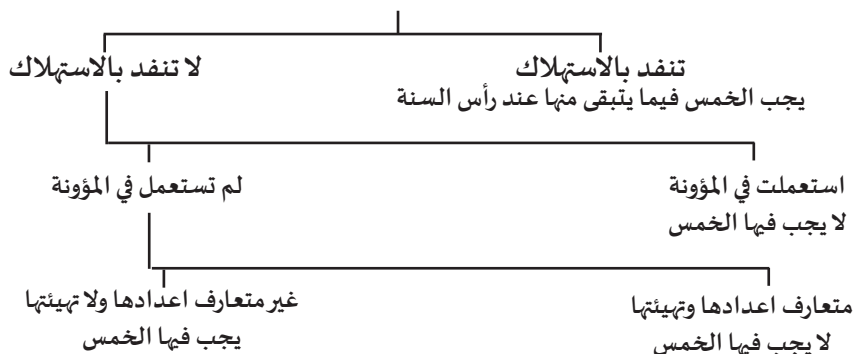 تنفد بالاستهلاك
يجب الخمس فيما يتبقى منها عند رأس السنة
لا تنفد بالاستهلاك
استعملت في المؤونة
لا يجب فيها الخمس
لم تستعمل في المؤونة
متعارف اعدادها وتهيئتها
لا يجب فيها الخمس
غير متعارف اعدادها ولا تهيئتها
يجب فيها الخمس